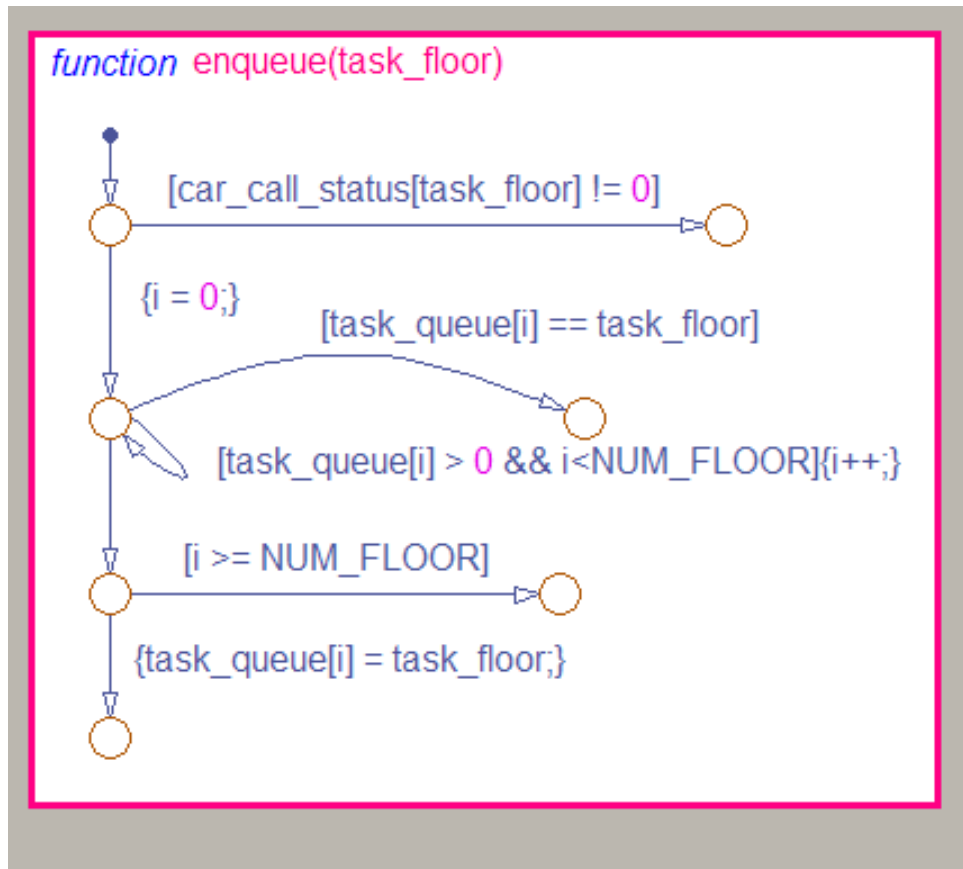 function enqueue(task_floor)
[car_call_status[task_floor] != 0]
{i = 0;}
[task_queue[i] == task_floor]
[task_queue[i] > 0 && i<NUM_FLOOR]{i++;}
[i >= NUM_FLOOR]
{task_queue[i] = task_floor;}